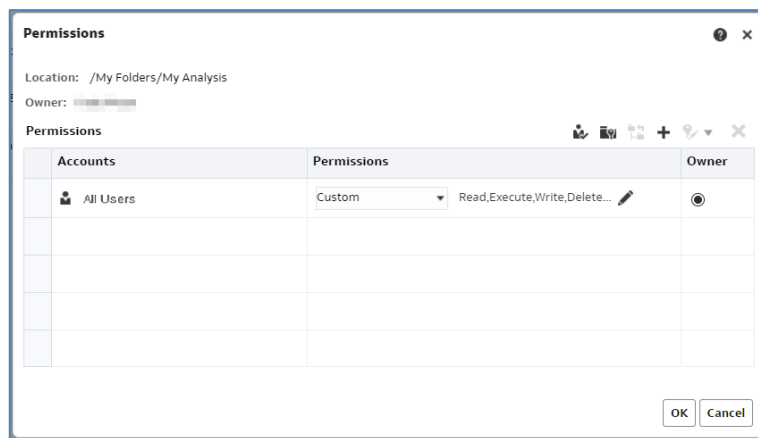 Permissions
Location: /My Folders/My Analysis
Owner:
Permissions
Accounts Permissions Owner
All Users Custom Read,Execute,Write,Delete...
OK Cancel